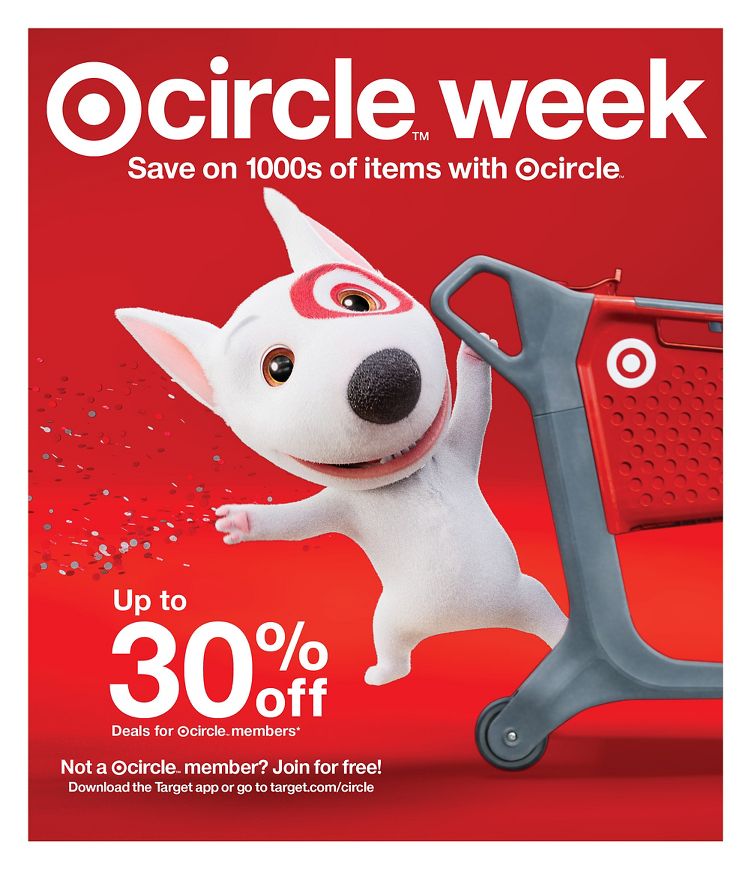 circle™ week
Save on 1000s of items with circle™
Up to
30% off
Deals for circle™ members*
Not a circle™ member? Join for free!
Download the Target app or go to target.com/circle